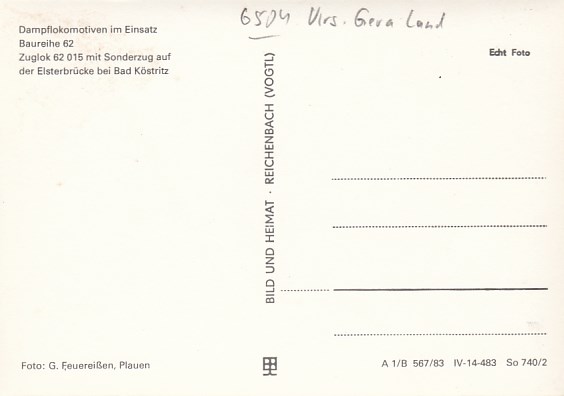 6504 Krs. Gera Land
Dampflokomotiven im Einsatz
Baureihe 62
Zuglok 62 015 mit Sonderzug auf
der Elsterbrücke bei Bad Köstritz
Echt Foto
BILD UND HEIMAT · REICHENBACH (VOGTL)
Foto: G. Feuereißen, Plauen
A 1/B 567/83 IV-14-483 So 740/2